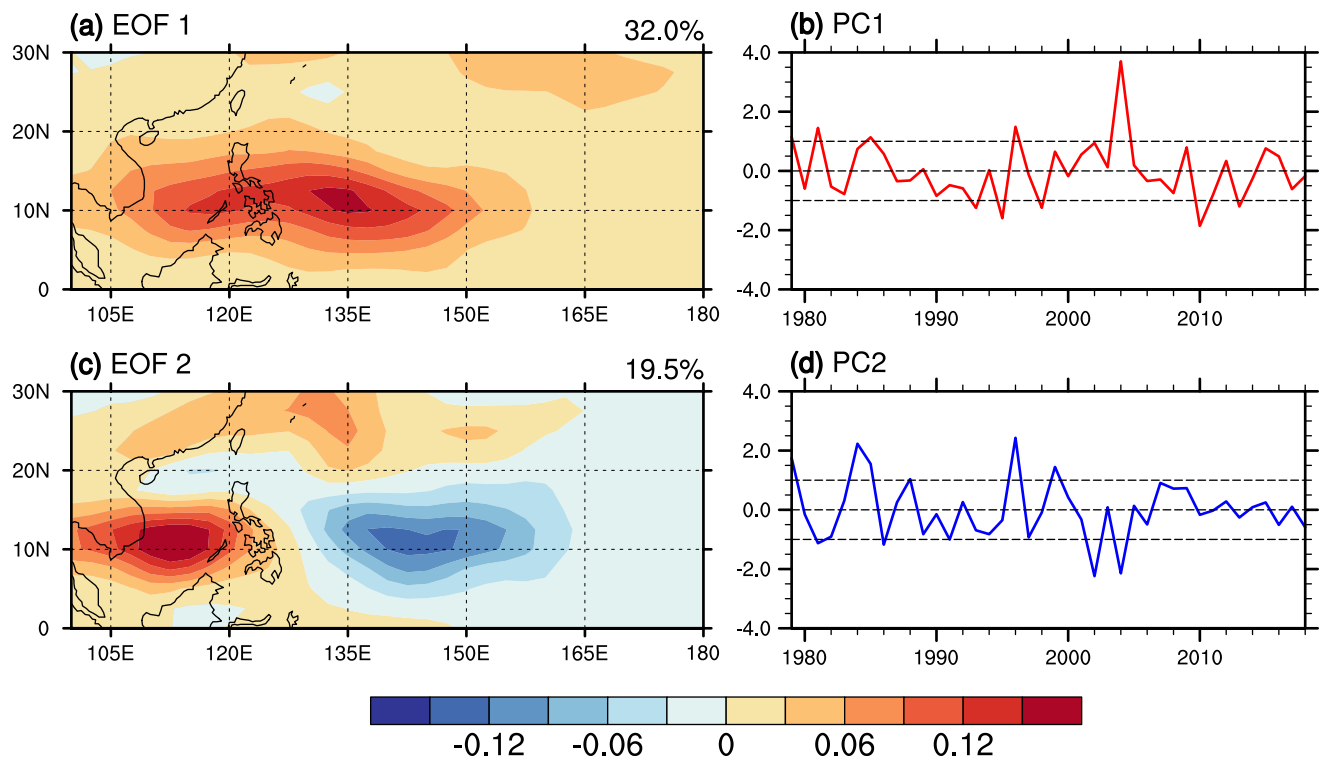 (a) EOF 1
32.0%
30N
20N
10N
0
105E 120E 135E 150E 165E 180
(b) PC1
4.0
2.0
0.0
-2.0
-4.0
1980 1990 2000 2010
(c) EOF 2
19.5%
30N
20N
10N
0
105E 120E 135E 150E 165E 180
(d) PC2
4.0
2.0
0.0
-2.0
-4.0
1980 1990 2000 2010
-0.12 -0.06 0 0.06 0.12